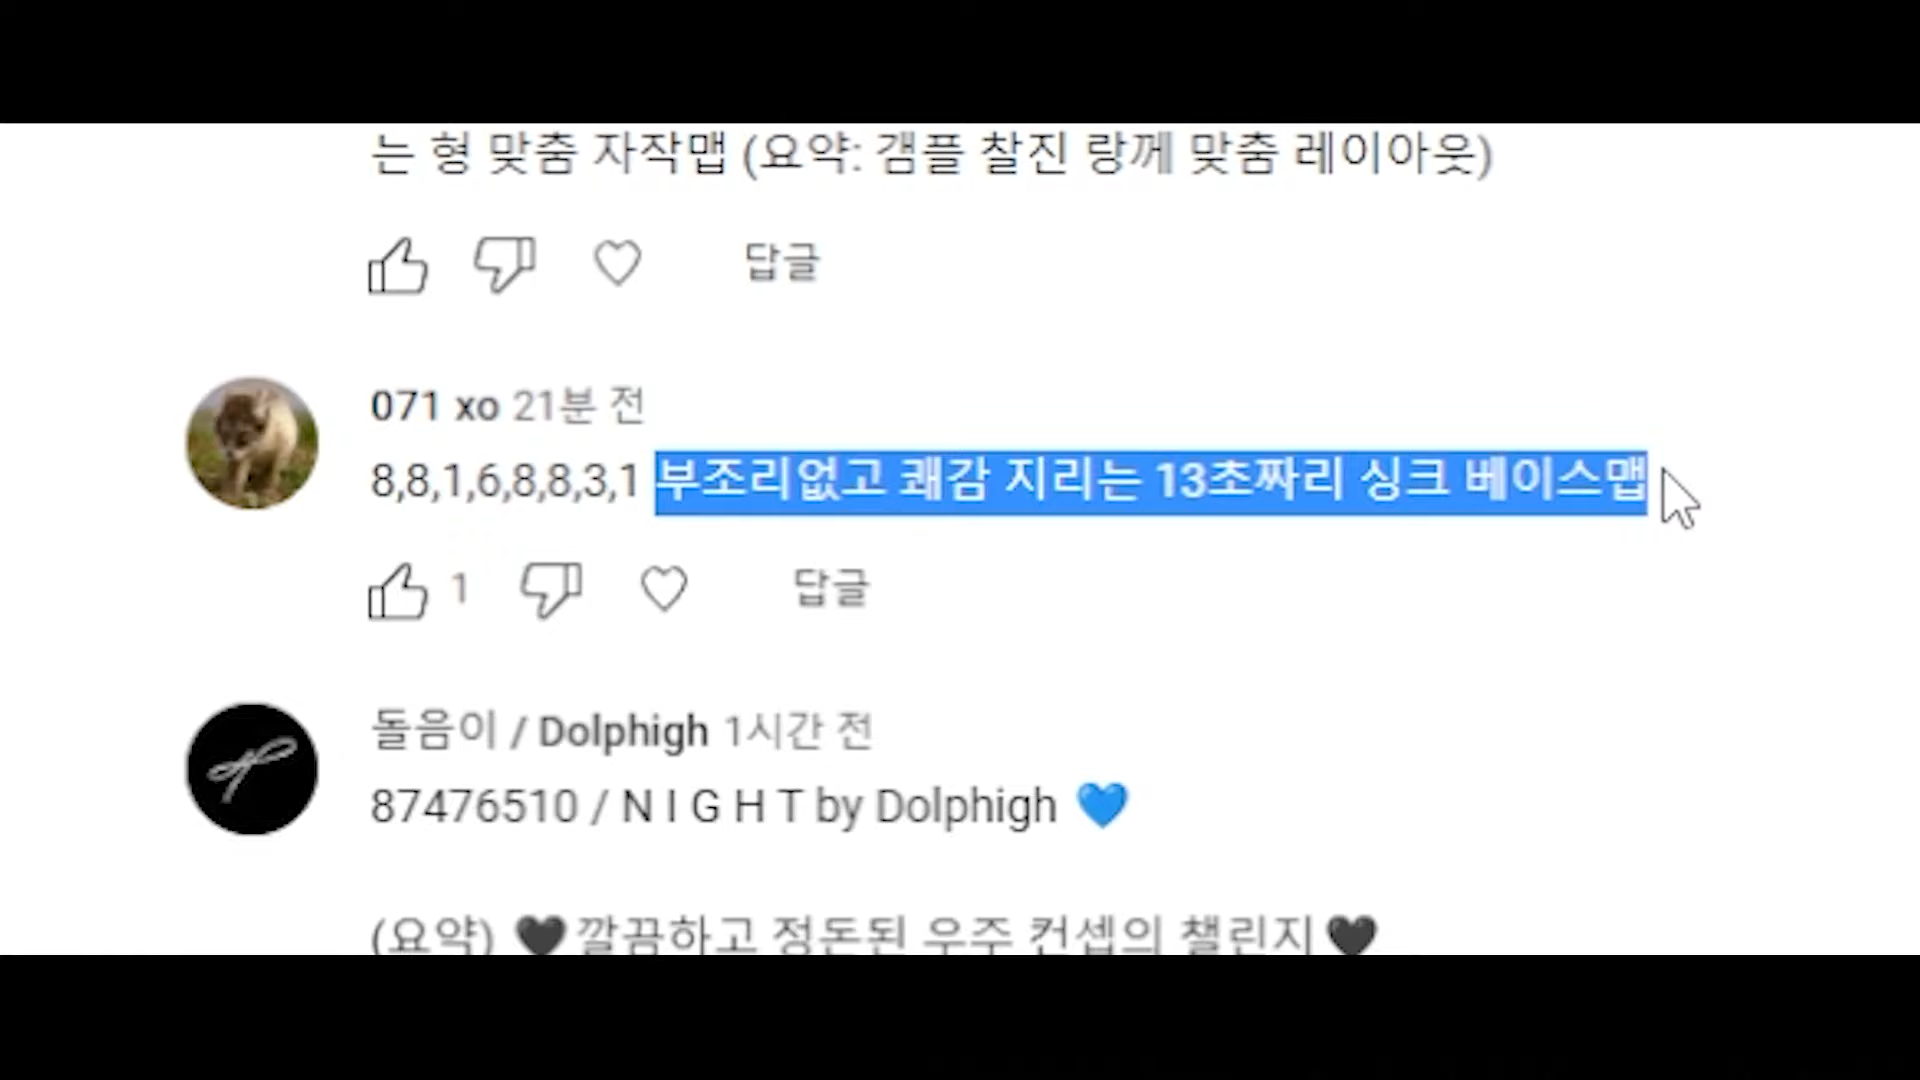 는 형 맞춤 자작맵 (요약: 갬플 찰진 랑께 맞춤 레이아웃)
답글
071 xo 21분 전
8,8,1,6,8,8,3,1 부조리없고 쾌감 지리는 13초짜리 싱크 베이스맵
1
답글
돌음이 / Dolphigh 1시간 전
87476510 / N I G H T by Dolphigh 💙
(요약) 🖤깔끔하고 정돈된 우주 컨셉의 챌린지🖤